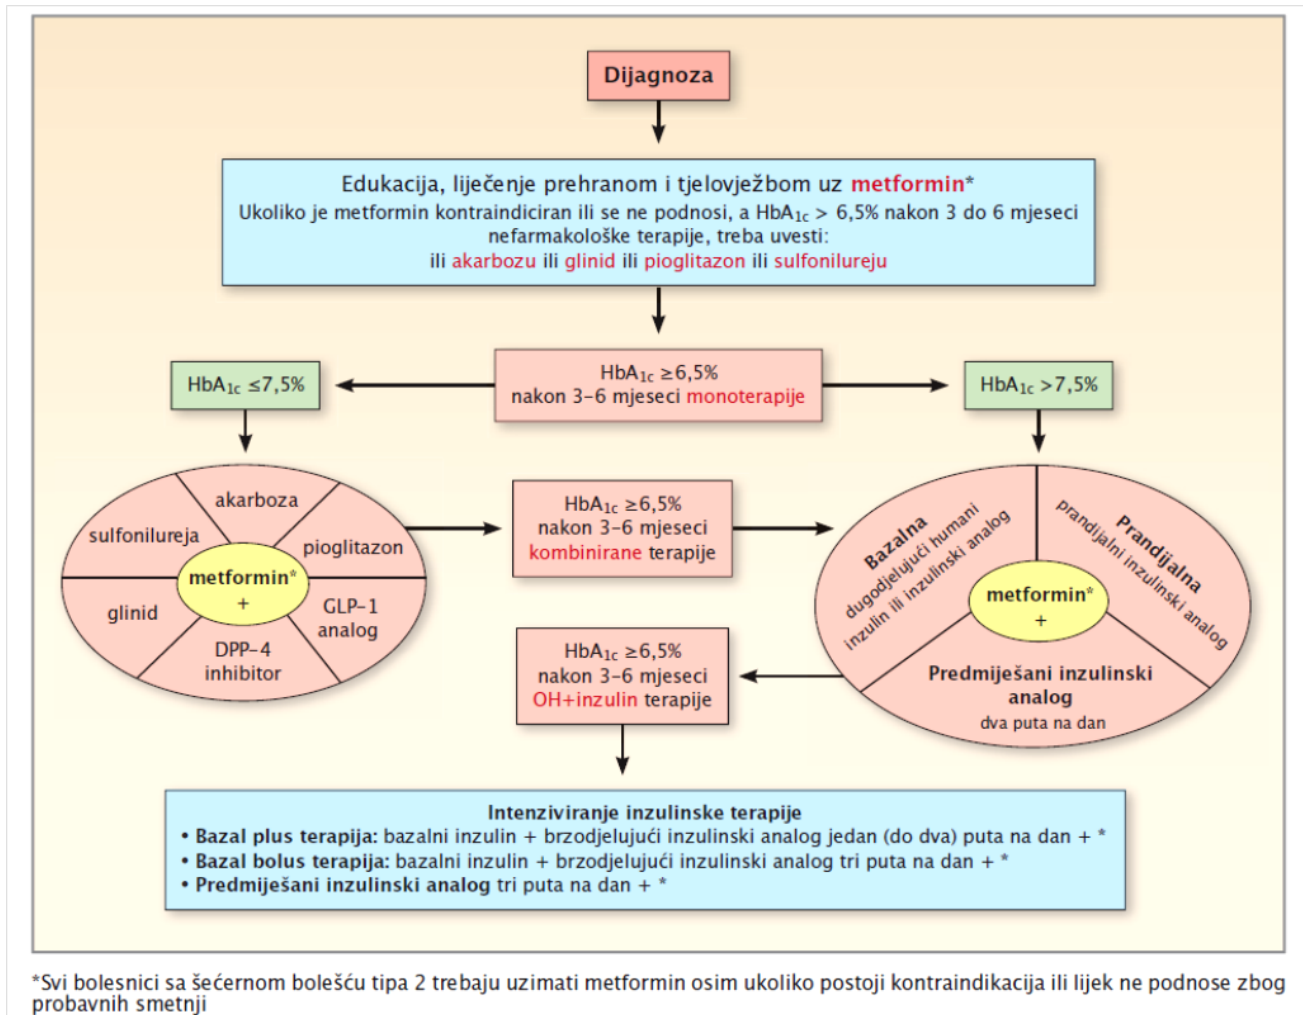 Dijagnoza
Edukacija, liječenje prehranom i tjelovježbom uz metformin*
Ukoliko je metformin kontraindiciran ili se ne podnosi, a HbA1c > 6,5% nakon 3 do 6 mjeseci
nefarmakološke terapije, treba uvesti:
ili akarbozu ili glinid ili pioglitazon ili sulfonilureju
HbA1c ≤7,5%
HbA1c ≥6,5%
nakon 3–6 mjeseci monoterapije
HbA1c >7,5%
akarboza
sulfonilureja
pioglitazon
metformin*
+
glinid
GLP-1
analog
DPP-4
inhibitor
HbA1c ≥6,5%
nakon 3–6 mjeseci
kombinirane terapije
Bazalna
dugodjelujući humani
inzulin ili inzulinski analog
Prandijalna
prandijalni inzulinski analog
metformin*
+
Predmiješani inzulinski
analog
dva puta na dan
HbA1c ≥6,5%
nakon 3–6 mjeseci
OH+inzulin terapije
Intenziviranje inzulinske terapije
• Bazal plus terapija: bazalni inzulin + brzodjelujući inzulinski analog jedan (do dva) puta na dan + *
• Bazal bolus terapija: bazalni inzulin + brzodjelujući inzulinski analog tri puta na dan + *
• Predmiješani inzulinski analog tri puta na dan + *
*Svi bolesnici sa šećernom bolešću tipa 2 trebaju uzimati metformin osim ukoliko postoji kontraindikacija ili lijek ne podnose zbog
probavnih smetnji